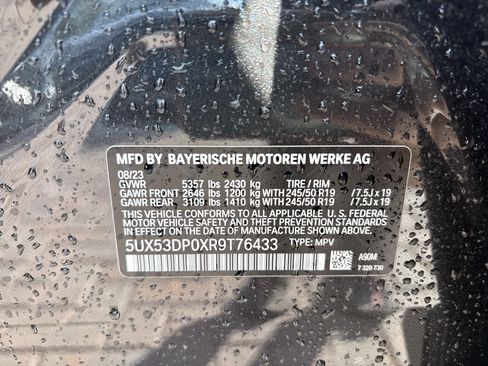 MFD BY BAYERISCHE MOTOREN WERKE AG
08/23
GVWR 5357 lbs 2430 kg TIRE / RIM
GAWR FRONT 2646 lbs 1200 kg WITH 245/50 R19 / 7.5J x 19
GAWR REAR 3109 lbs 1410 kg WITH 245/50 R19 / 7.5J x 19
THIS VEHICLE CONFORMS TO ALL APPLICABLE U. S. FEDERAL
MOTOR VEHICLE SAFETY AND THEFT PREVENTION STANDARDS
IN EFFECT ON THE DATE OF MANUFACTURE SHOWN ABOVE.
5UX53DP0XR9T76433 TYPE: MPV
A90M
7 329 730